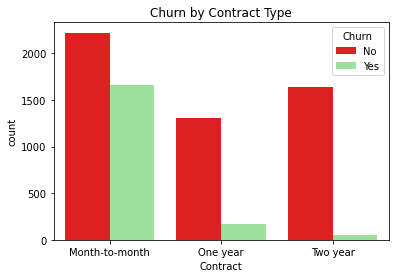 Churn by Contract Type
Churn
No
Yes
count
2000
1500
1000
500
0
Month-to-month
One year
Two year
Contract